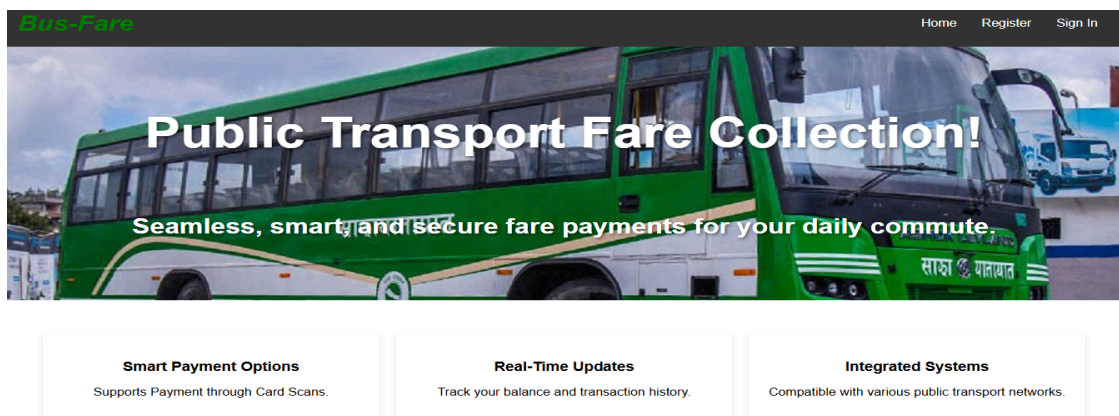 Bus-Fare
Home Register Sign In
Public Transport Fare Collection!
Seamless, smart, and secure fare payments for your daily commute.
साझा यातायात
Smart Payment Options
Real-Time Updates
Integrated Systems
Supports Payment through Card Scans.
Track your balance and transaction history.
Compatible with various public transport networks.